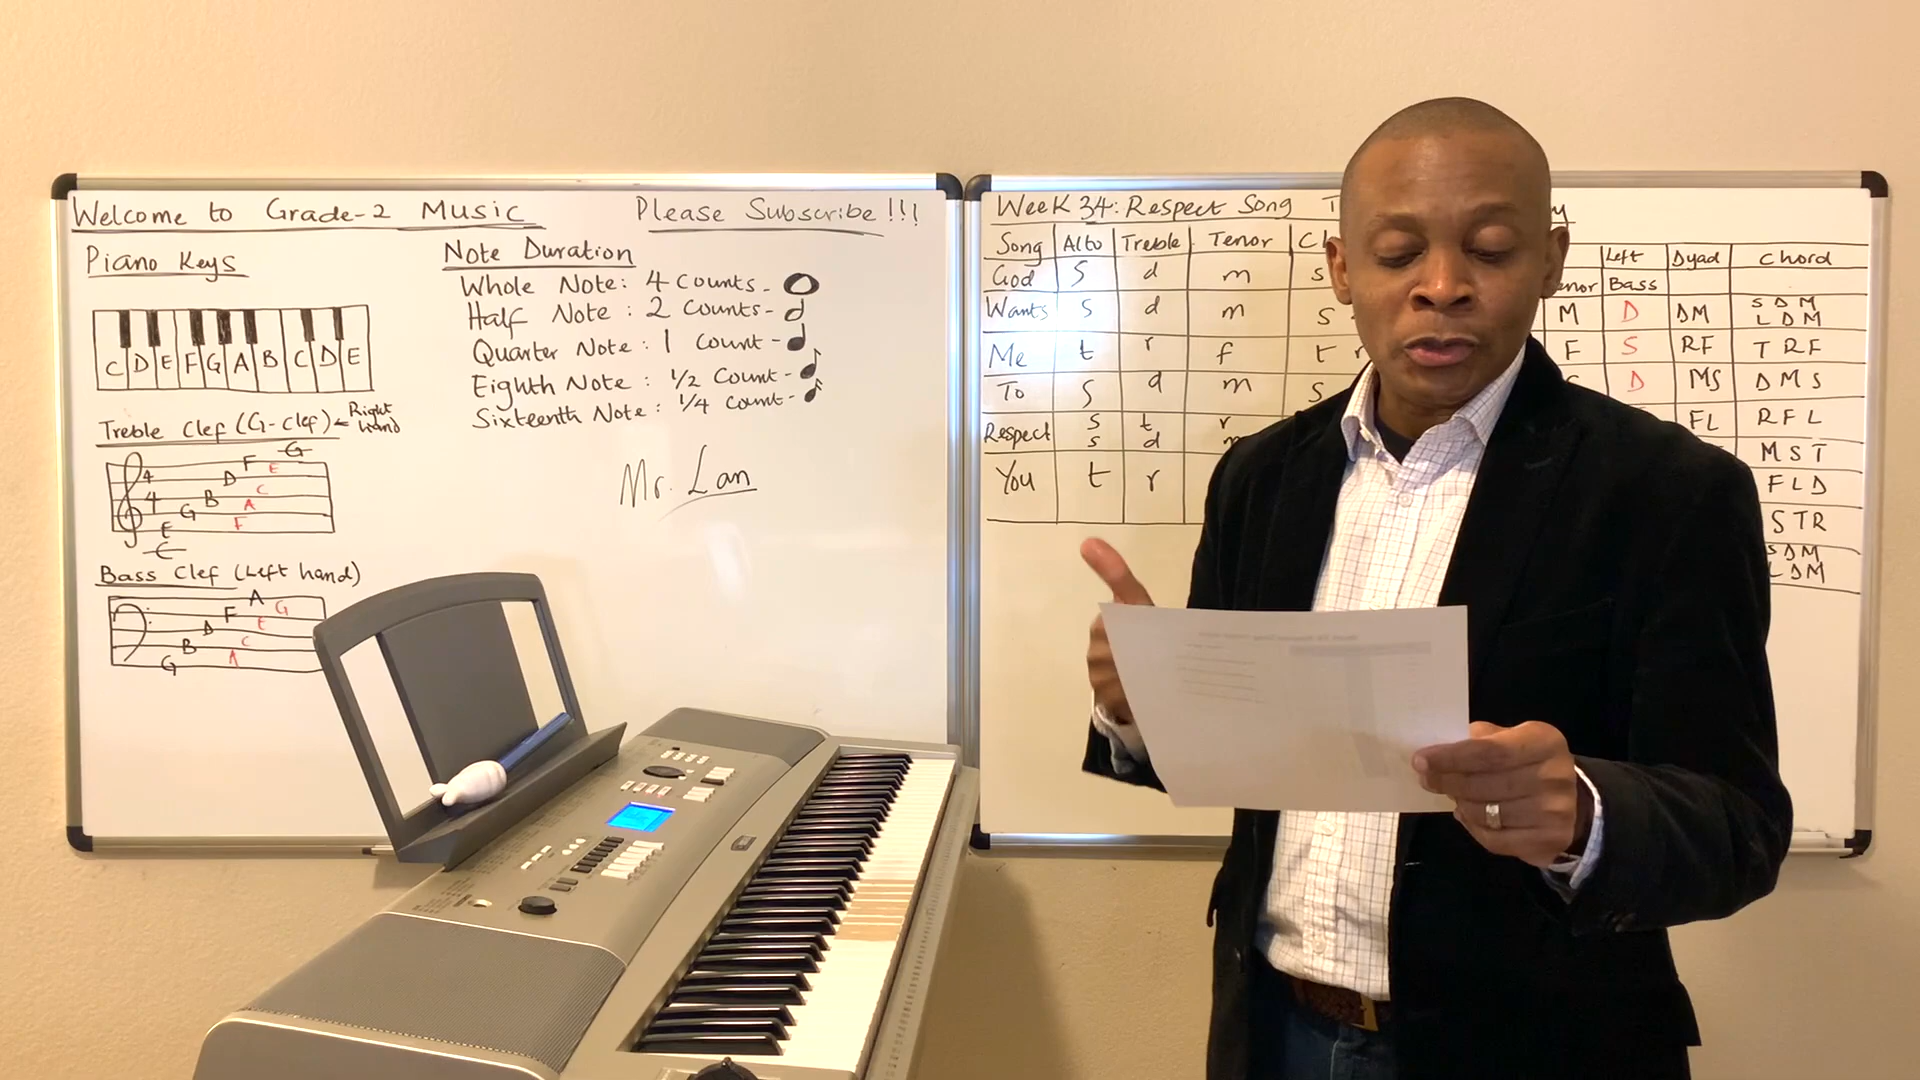 Welcome to Grade-2 Music
Please Subscribe!!!
Piano Keys
C D E F G A B C D E
Treble Clef (G-clef) ← Right hand
4
4
C E G B D F G
F A C E
Bass Clef (Left hand)
G B D F A
A C E G
Note Duration
Whole Note: 4 Counts-
Half Note: 2 Counts-
Quarter Note: 1 Count-
Eighth Note: 1/2 Count-
Sixteenth Note: 1/4 Count-
Mr. Lan
Week 34: Respect Song
Song Alto Treble Tenor
God S d m s
Wants s d m s
Me t r f t r
To S d m s
Respect s t r
s d m
You t r
Left Dyad Chord
Bass
M D DM SDM
LDM
F S RF TRF
D MS DMS
FL RFL
MST
FLD
STR
SDM
LDM